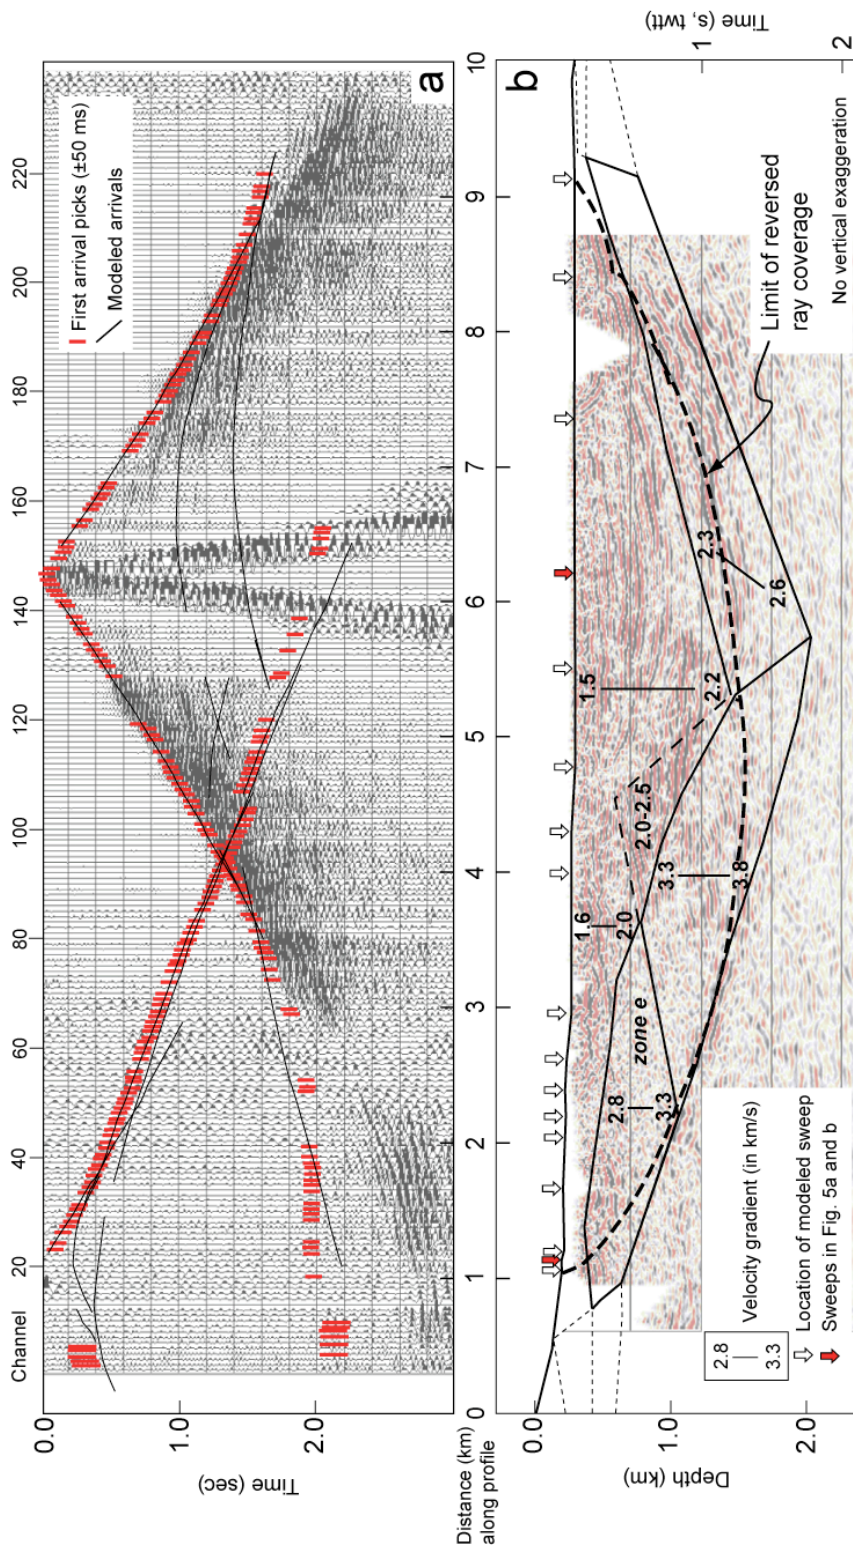 Channel
20
40
60
80
100
120
140
160
180
200
220
0.0
1.0
2.0
Time (sec)
First arrival picks (±50 ms)
Modeled arrivals
a
Distance (km)
along profile
0
1
2
3
4
5
6
7
8
9
10
0.0
1.0
2.0
Depth (km)
b
Time (s, twtt)
1
2
2.8
3.3
zone e
1.6
2.0
2.0-2.5
3.3
3.8
1.5
2.2
2.3
2.6
Limit of reversed
ray coverage
No vertical exaggeration
2.8
3.3
Velocity gradient (in km/s)
Location of modeled sweep
Sweeps in Fig. 5a and b